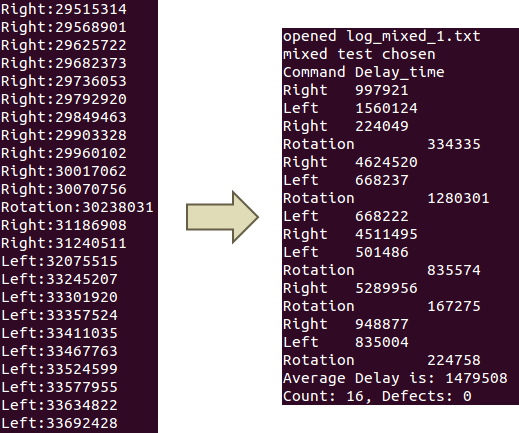 Right:29515314
Right:29568901
Right:29625722
Right:29682373
Right:29736053
Right:29792920
Right:29849463
Right:29903328
Right:29960102
Right:30017062
Right:30070756
Rotation:30238031
Right:31186908
Right:31240511
Left:32075515
Left:33245207
Left:33301920
Left:33357524
Left:33411035
Left:33467763
Left:33524599
Left:33577955
Left:33634822
Left:33692428
opened log_mixed_1.txt
mixed test chosen
Command Delay_time
Right 997921
Left 1560124
Right 224049
Rotation 334335
Right 4624520
Left 668237
Rotation 1280301
Left 668222
Right 4511495
Left 501486
Rotation 835574
Right 5289956
Rotation 167275
Right 948877
Left 835004
Rotation 224758
Average Delay is: 1479508
Count: 16, Defects: 0